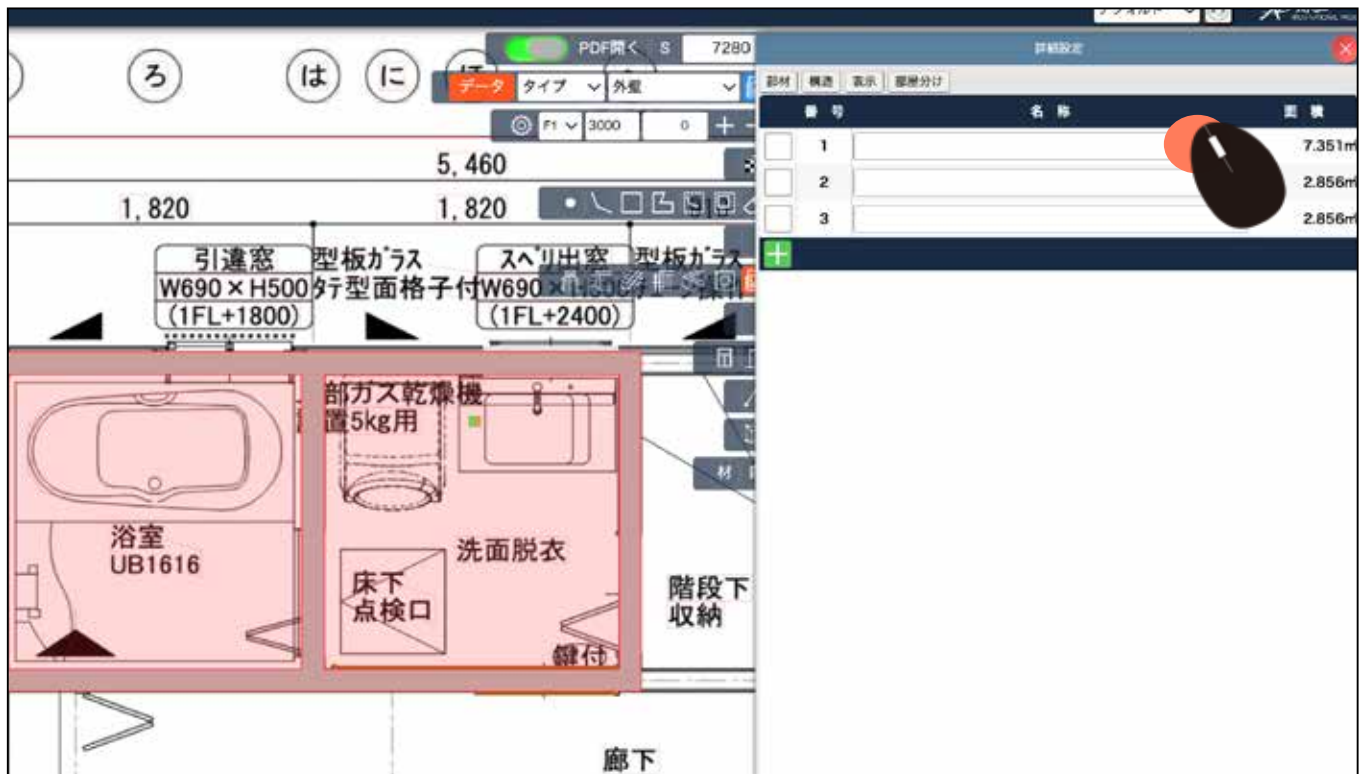 PDF開く S 7280
詳細設定
ろ は に
データ タイプ 外壁
部材 構造 表示 部屋分け
F1 3000 0
番号 名称 面積
1 7.351㎡
2 2.856㎡
3 2.856㎡
5,460
1,820 1,820
引違窓 型板ガラス
W690×H500 タテ型面格子付
(1FL+1800)
スベリ出窓 型板ガラス
W690
(1FL+2400)
部ガス乾燥機
置5kg用
材
浴室
UB1616
洗面脱衣
床下
点検口
階段下
収納
鍵付
廊下